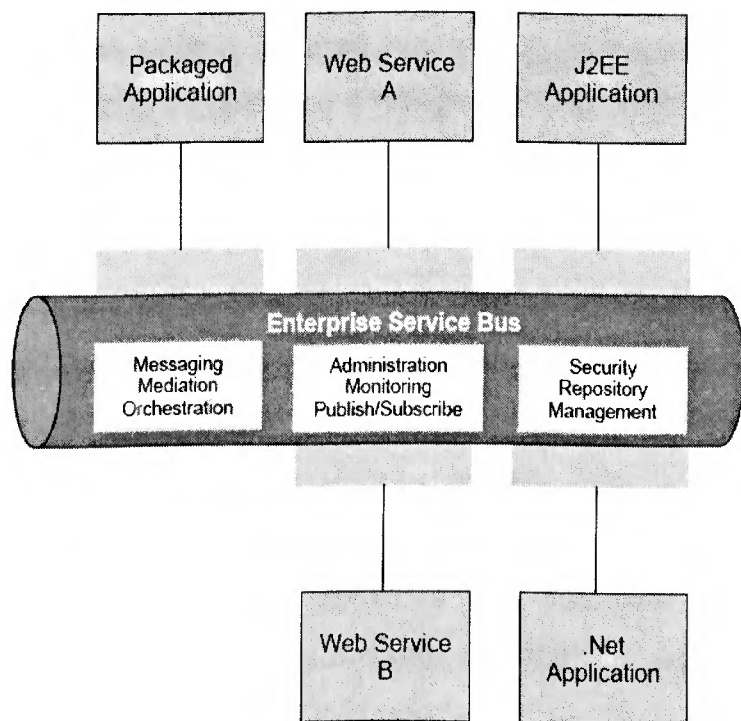 Packaged
Application
Web Service
A
J2EE
Application
Enterprise Service Bus
Messaging
Mediation
Orchestration
Administration
Monitoring
Publish/Subscribe
Security
Repository
Management
Web Service
B
.Net
Application